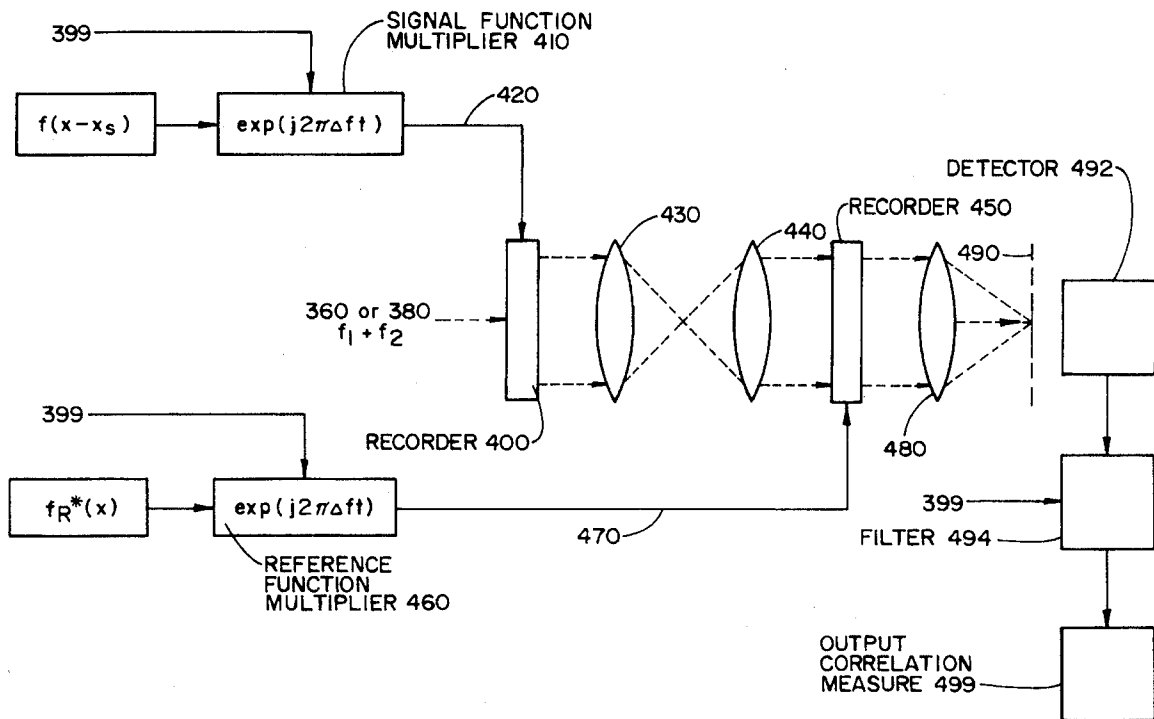 SIGNAL FUNCTION
MULTIPLIER 410
399
420
f(x-xs)
exp(j2πΔft)
DETECTOR 492
RECORDER 450
430
440
490
360 or 380
f1 + f2
399
RECORDER 400
480
fR*(x)
exp(j2πΔft)
470
399
FILTER 494
REFERENCE
FUNCTION
MULTIPLIER 460
OUTPUT
CORRELATION
MEASURE 499